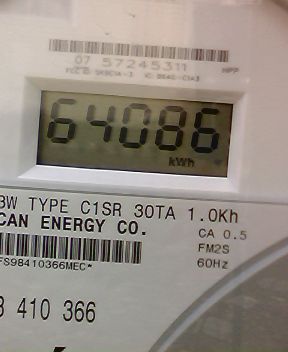 07 57245311
64086
kWh
3W TYPE C1SR 30TA 1.0Kh
CAN ENERGY CO.
CA 0.5
FM2S
60Hz
FS98410366MEC*
410 366